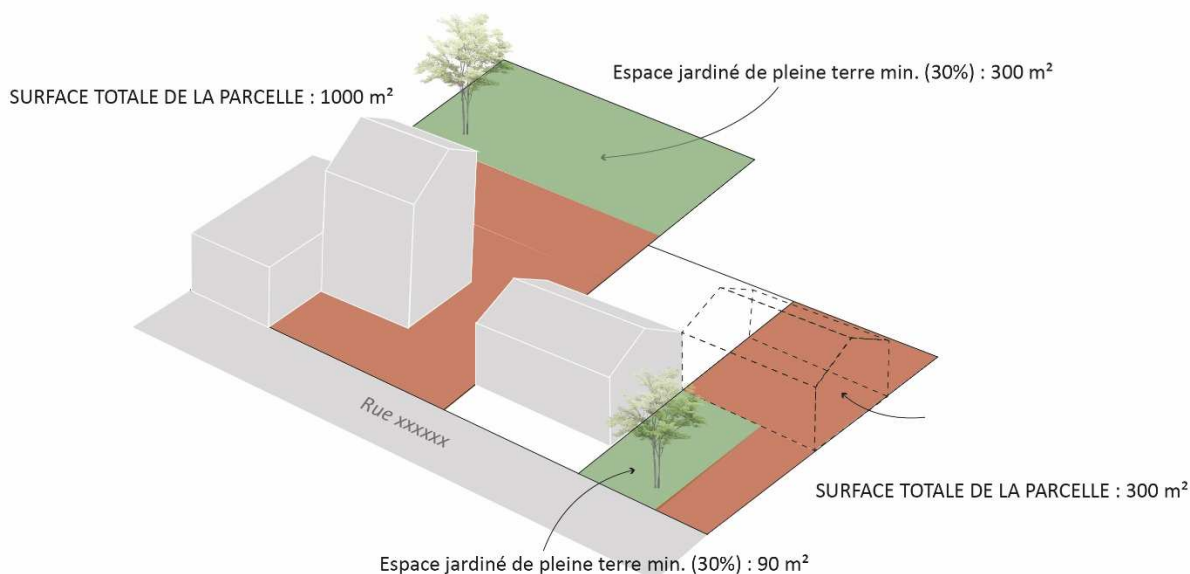 Espace jardiné de pleine terre min. (30%) : 300 m²
SURFACE TOTALE DE LA PARCELLE : 1000 m²
Rue xxxxxx
SURFACE TOTALE DE LA PARCELLE : 300 m²
Espace jardiné de pleine terre min. (30%) : 90 m²